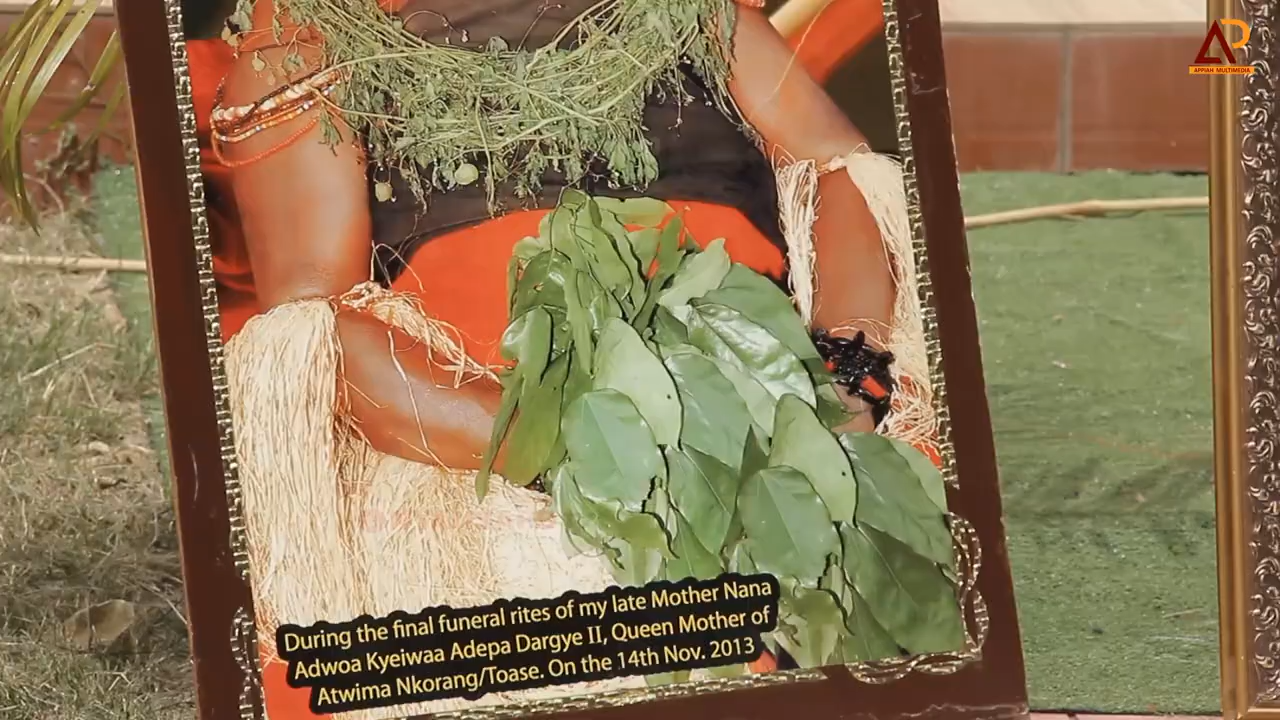 AP
APPIAH MULTIMEDIA
During the final funeral rites of my late Mother Nana
Adwoa Kyeiwaa Adepa Dargye II, Queen Mother of
Atwima Nkorang/Toase. On the 14th Nov. 2013